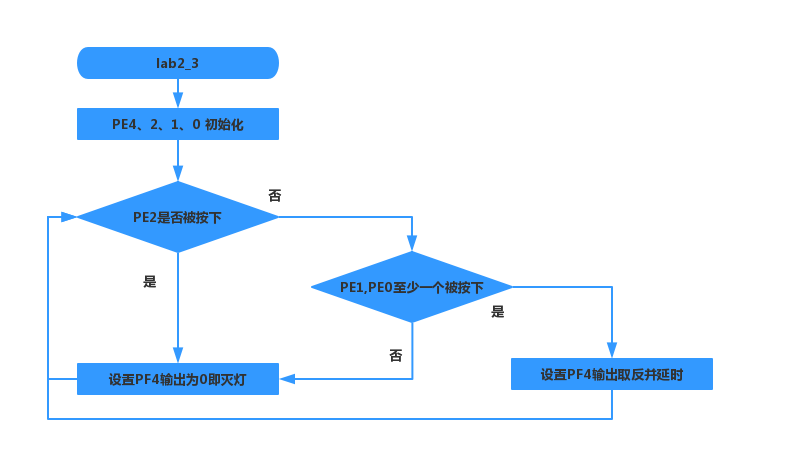 lab2_3
PE4、2、1、0 初始化
否
PE2是否被按下
是
PE1,PE0至少一个被按下
是
否
设置PF4输出为0即灭灯
设置PF4输出取反并延时